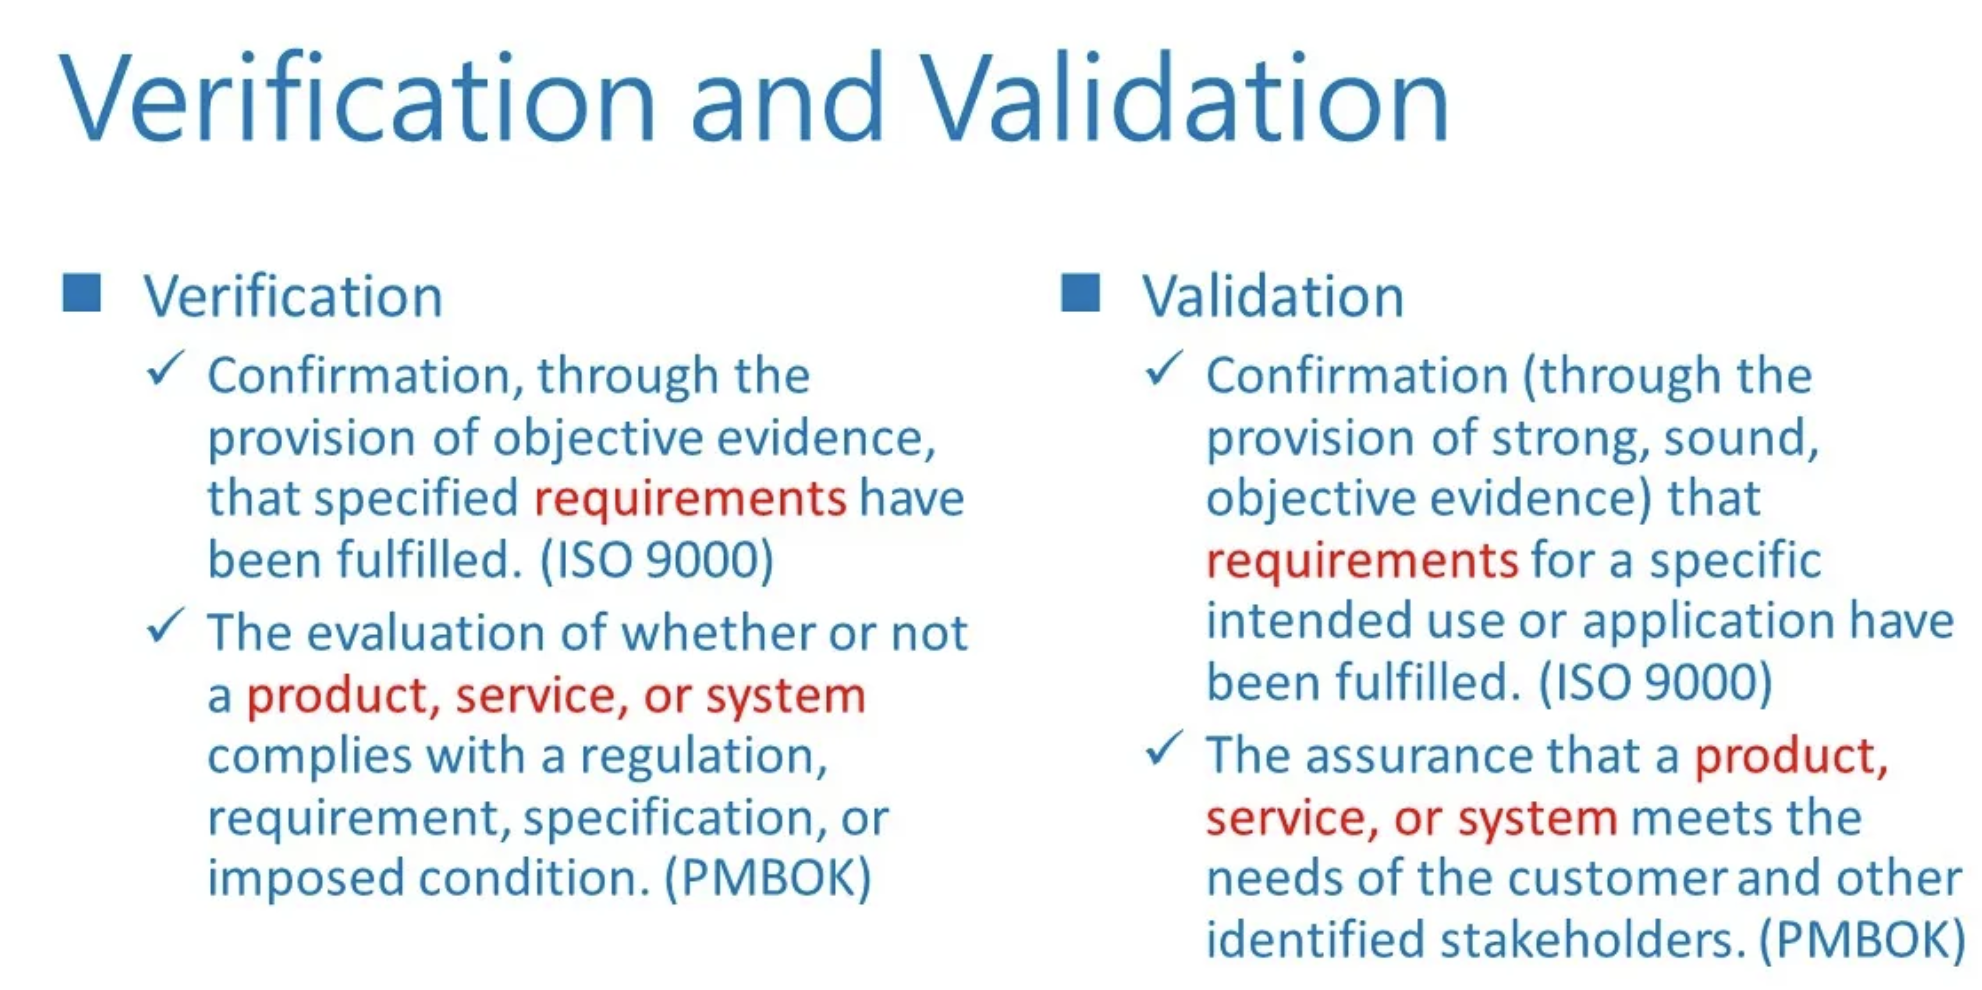 Verification and Validation
Verification
Confirmation, through the
provision of objective evidence,
that specified requirements have
been fulfilled. (ISO 9000)
The evaluation of whether or not
a product, service, or system
complies with a regulation,
requirement, specification, or
imposed condition. (PMBOK)
Validation
Confirmation (through the
provision of strong, sound,
objective evidence) that
requirements for a specific
intended use or application have
been fulfilled. (ISO 9000)
The assurance that a product,
service, or system meets the
needs of the customer and other
identified stakeholders. (PMBOK)